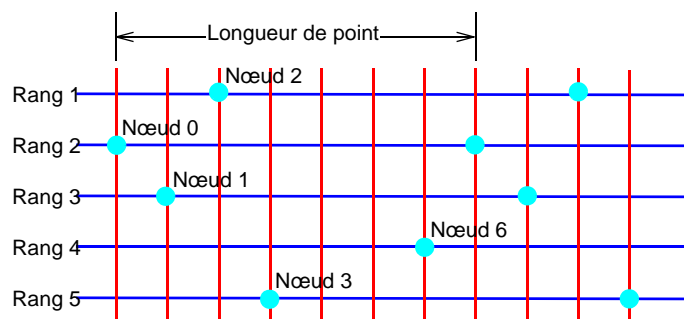 Longueur de point
Nœud 2
Rang 1
Nœud 0
Rang 2
Nœud 1
Rang 3
Nœud 6
Rang 4
Nœud 3
Rang 5